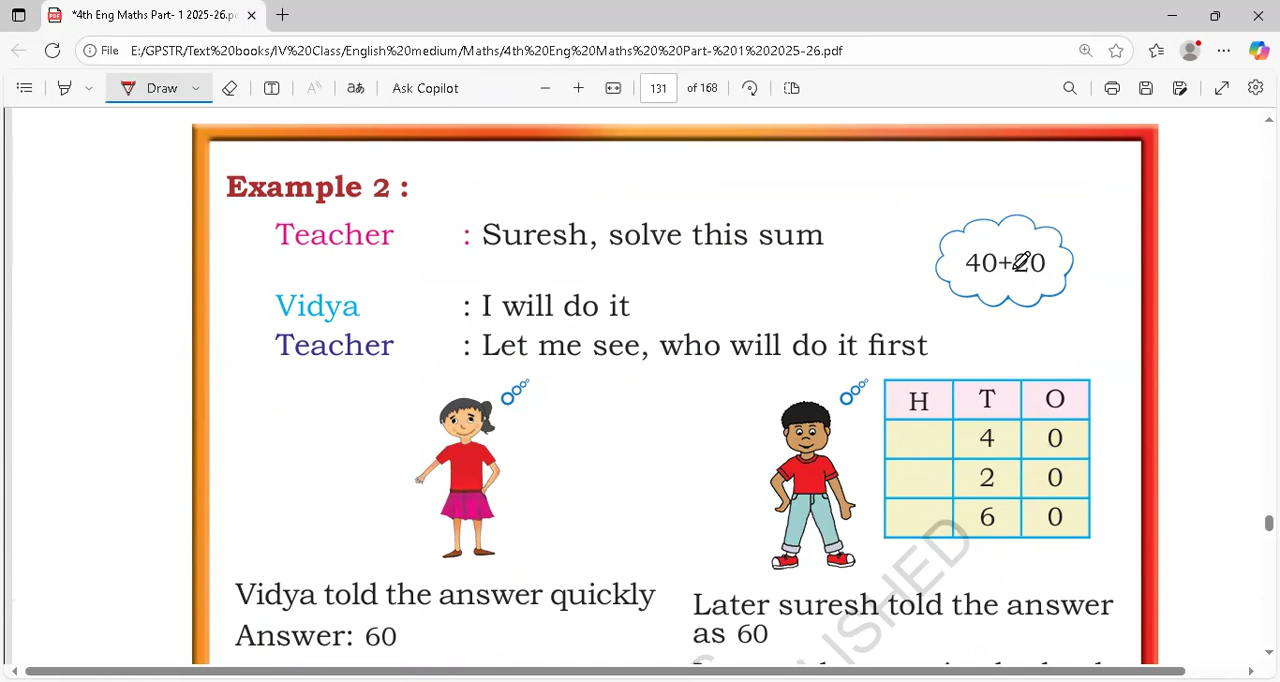 *4th Eng Maths Part- 1 2025-26.p
File E:/GPSTR/Text%20books/IV%20Class/English%20medium/Maths/4th%20Eng%20Maths%20%20Part-%201%202025-26.pdf
Draw
aあ
Ask Copilot
131 of 168
Example 2 :
Teacher : Suresh, solve this sum
40+20
Vidya : I will do it
Teacher : Let me see, who will do it first
H T O
4 0
2 0
6 0
Vidya told the answer quickly
Answer: 60
Later suresh told the answer
as 60